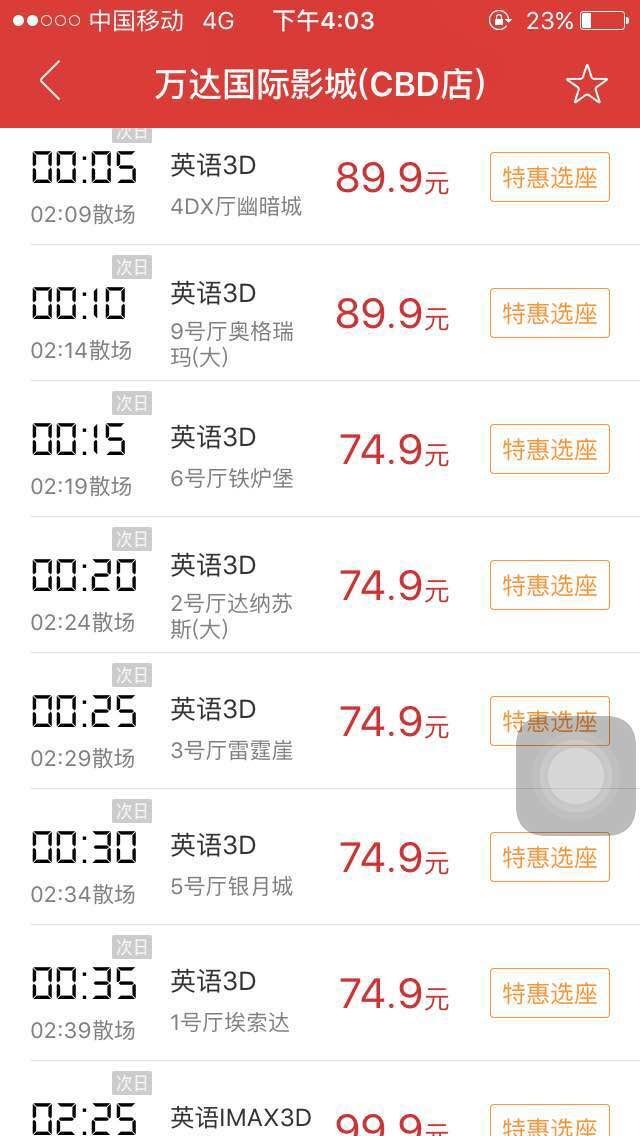 中国移动 4G 下午4:03 23%
万达国际影城(CBD店)
次日
00:05 英语3D 89.9元 特惠选座
02:09散场 4DX厅幽暗城
次日
00:10 英语3D 89.9元 特惠选座
02:14散场 9号厅奥格瑞
玛(大)
次日
00:15 英语3D 74.9元 特惠选座
02:19散场 6号厅铁炉堡
次日
00:20 英语3D 74.9元 特惠选座
02:24散场 2号厅达纳苏
斯(大)
次日
00:25 英语3D 74.9元 特惠选座
02:29散场 3号厅雷霆崖
次日
00:30 英语3D 74.9元 特惠选座
02:34散场 5号厅银月城
次日
00:35 英语3D 74.9元 特惠选座
02:39散场 1号厅埃索达
次日
02:25 英语IMAX3D 99.9元 特惠选座